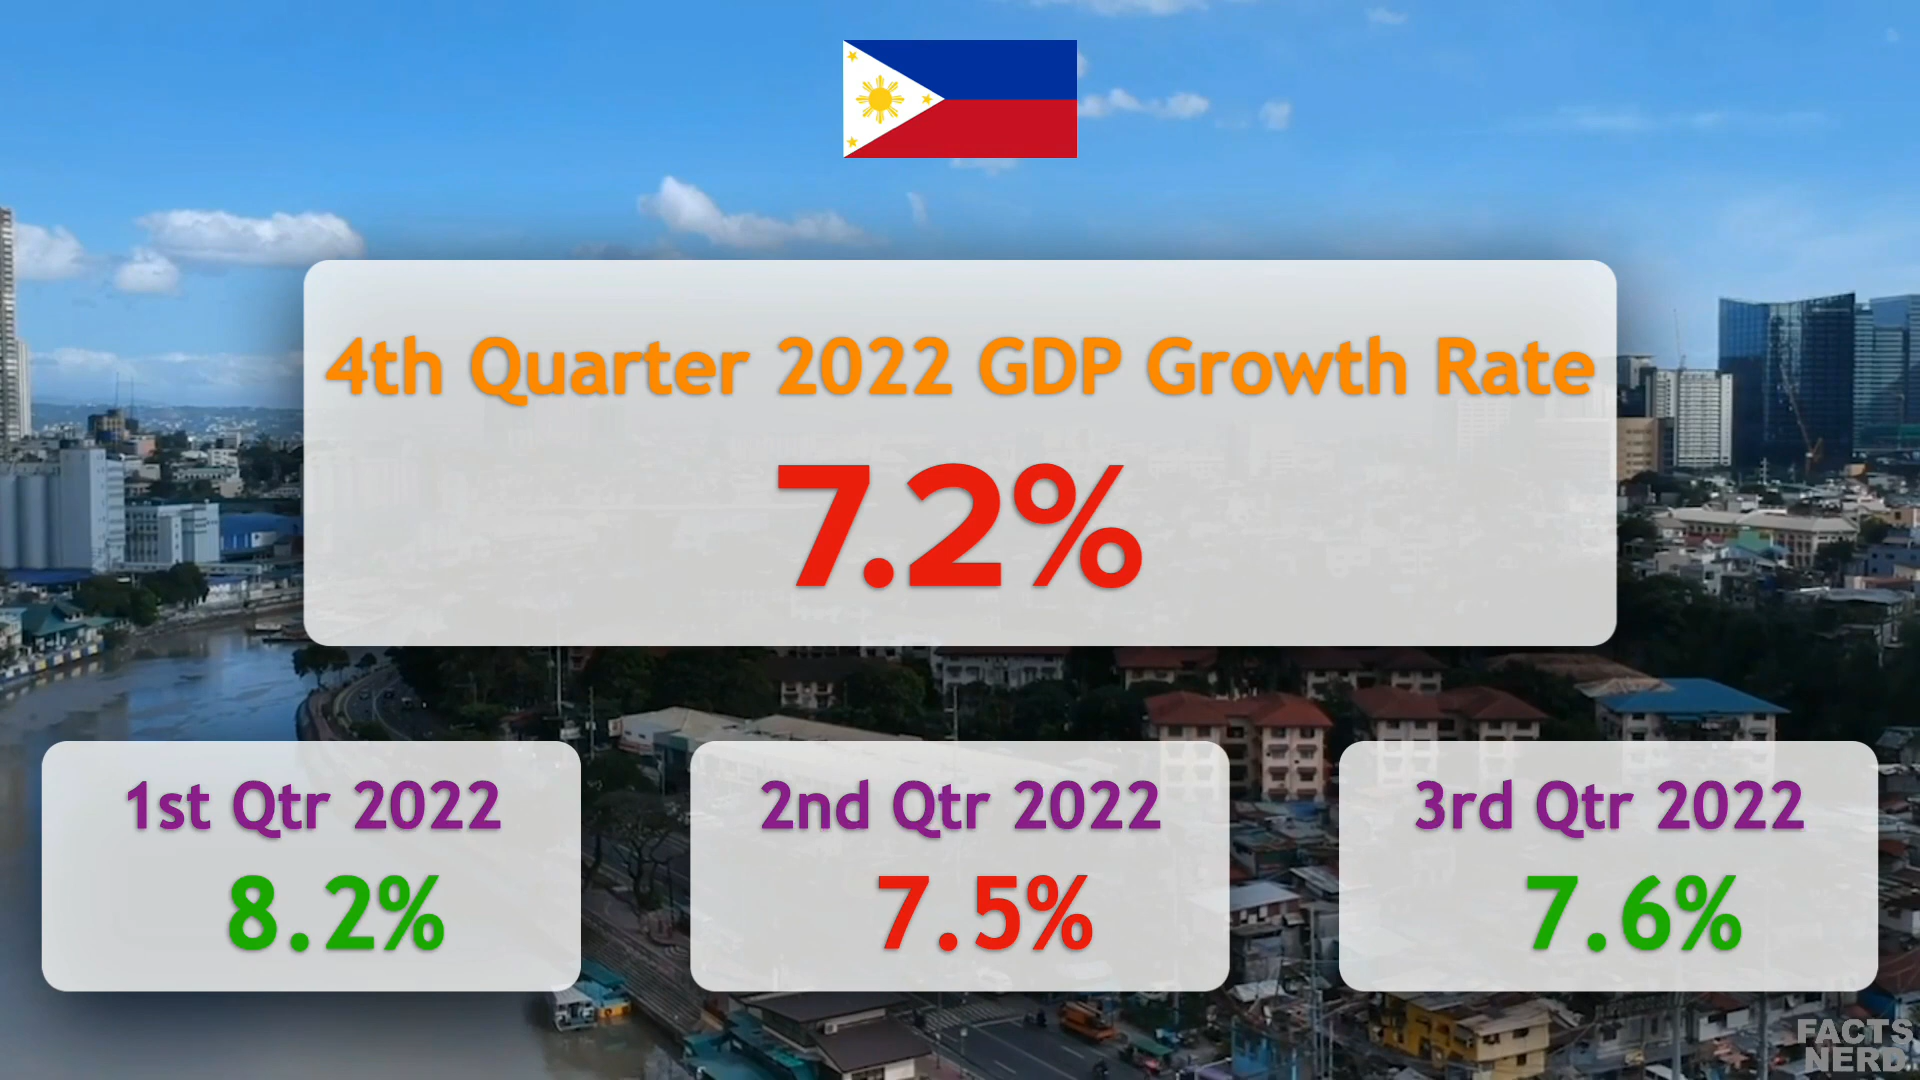 4th Quarter 2022 GDP Growth Rate
7.2%
1st Qtr 2022
8.2%
2nd Qtr 2022
7.5%
3rd Qtr 2022
7.6%
FACTS
NERD.